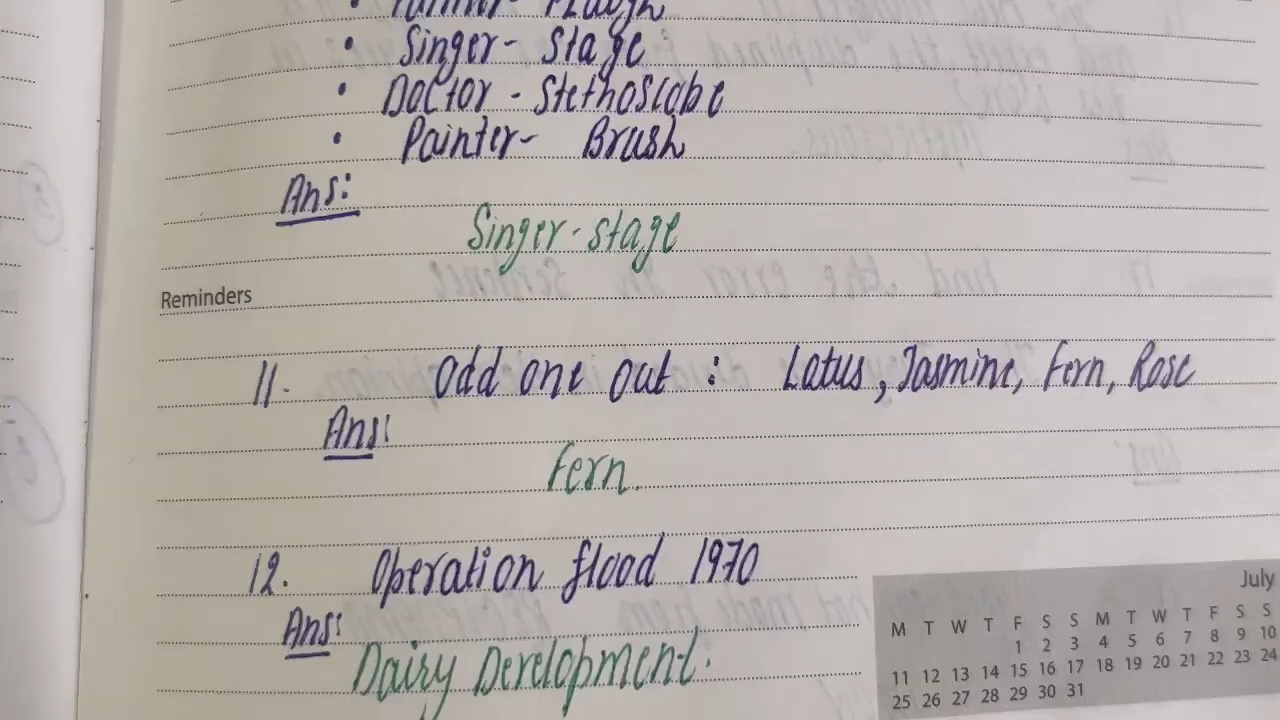 • Singer- Stage
• Doctor - Stethoscobe
• Painter- Brush
Ans:
Singer-stage
Reminders
11. Odd one out : Lotus, Jasmine, Fern, Rose
Ans:
Fern.
12. Operation flood 1970
Ans:
Dairy Development.
July
M T W T F S S M T W T F S S
1 2 3 4 5 6 7 8 9 10
11 12 13 14 15 16 17 18 19 20 21 22 23 24
25 26 27 28 29 30 31